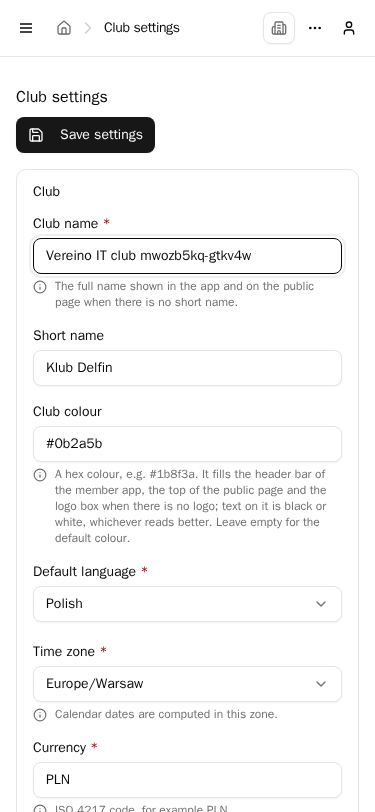 Club settings
Club settings
Save settings
Club
Club name *
Vereino IT club mwozb5kq-gtkv4w
The full name shown in the app and on the public
page when there is no short name.
Short name
Klub Delfin
Club colour
#0b2a5b
A hex colour, e.g. #1b8f3a. It fills the header bar of
the member app, the top of the public page and the
logo box when there is no logo; text on it is black or
white, whichever reads better. Leave empty for the
default colour.
Default language *
Polish
Time zone *
Europe/Warsaw
Calendar dates are computed in this zone.
Currency *
PLN
ISO 4217 code, for example PLN.